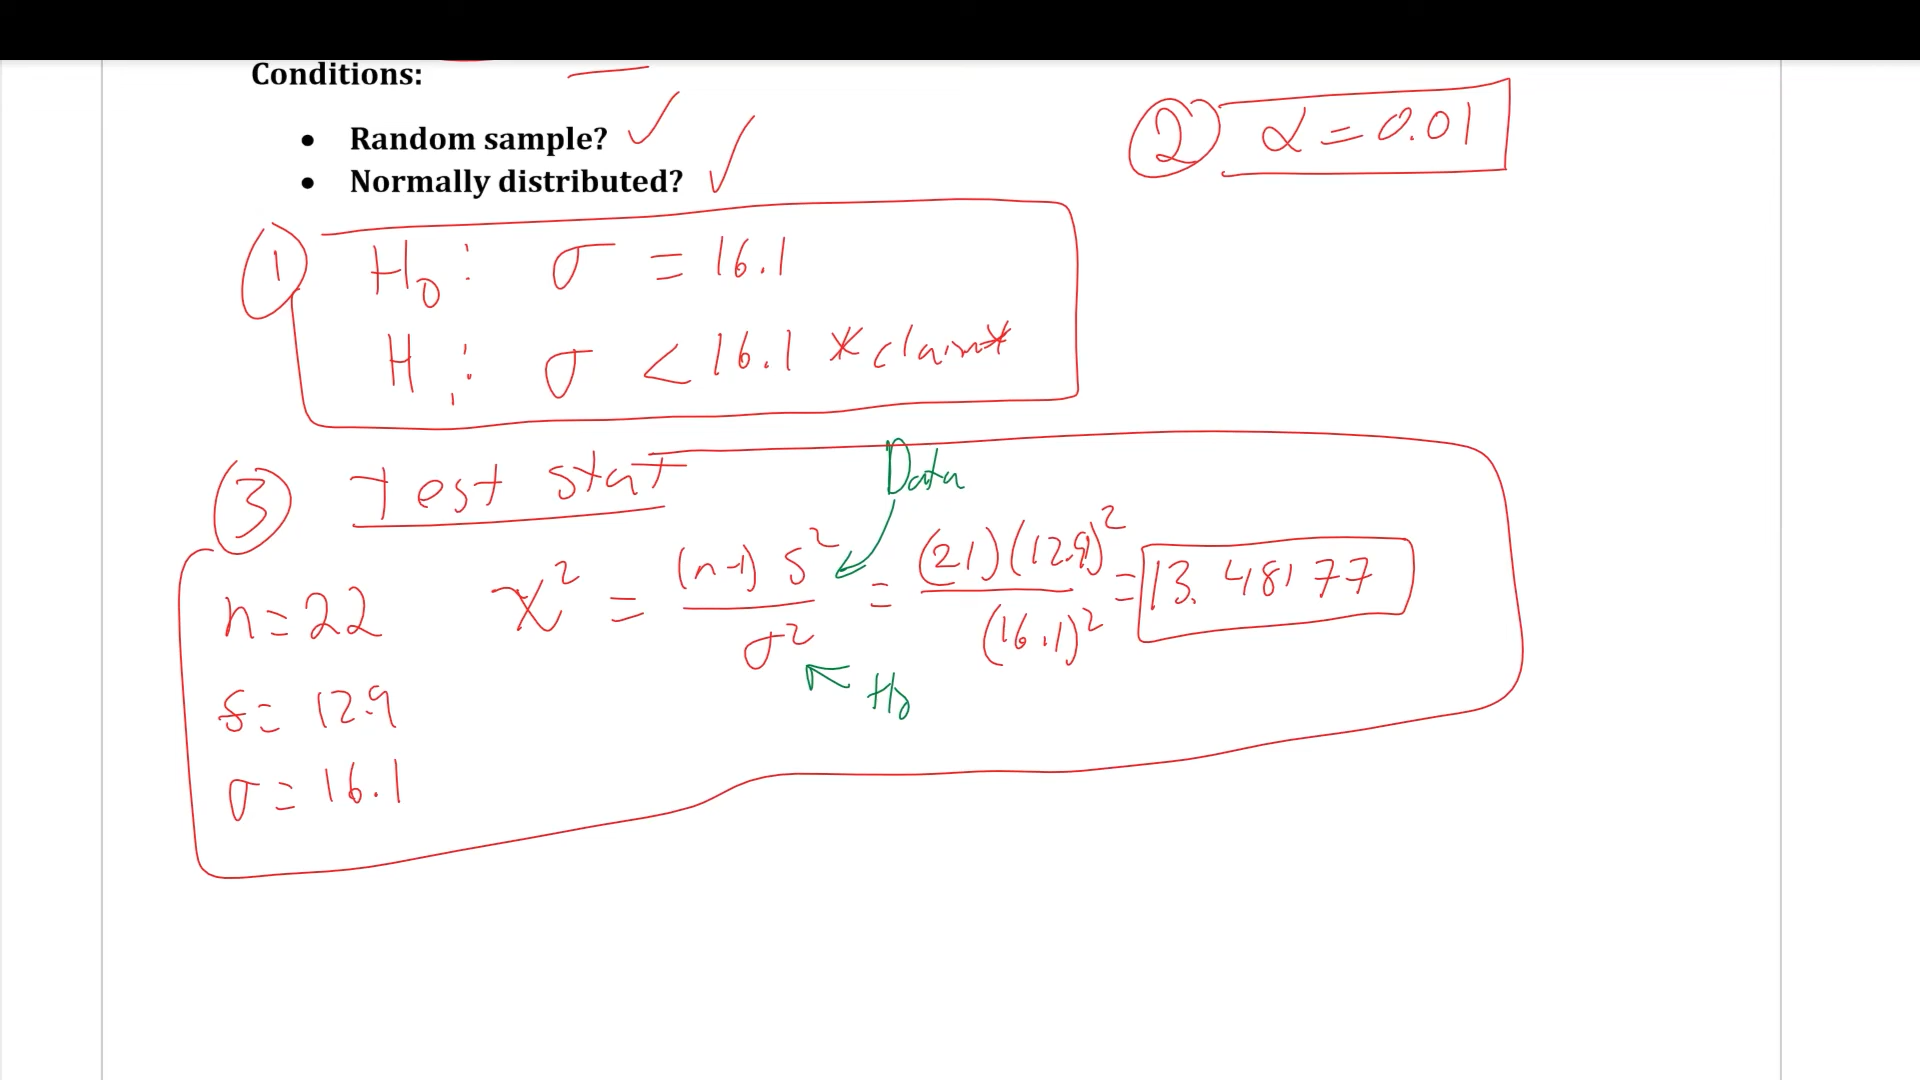 Conditions:
• Random sample? ✓
• Normally distributed? ✓
② α = 0.01
① H₀ : σ = 16.1
H₁ : σ < 16.1 *claim*
③ test stat
Data
n = 22
χ² = (n-1) s² / σ² = (21)(12.9)² / (16.1)² = 13.48177
H₀
s = 12.9
σ = 16.1